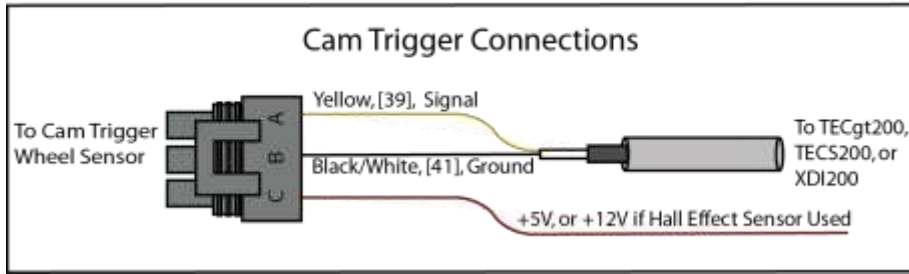 Cam Trigger Connections
Yellow, [39], Signal
A
To Cam Trigger
Wheel Sensor
B
Black/White, [41], Ground
To TECgt200,
TECS200, or
XDI200
C
+5V, or +12V if Hall Effect Sensor Used